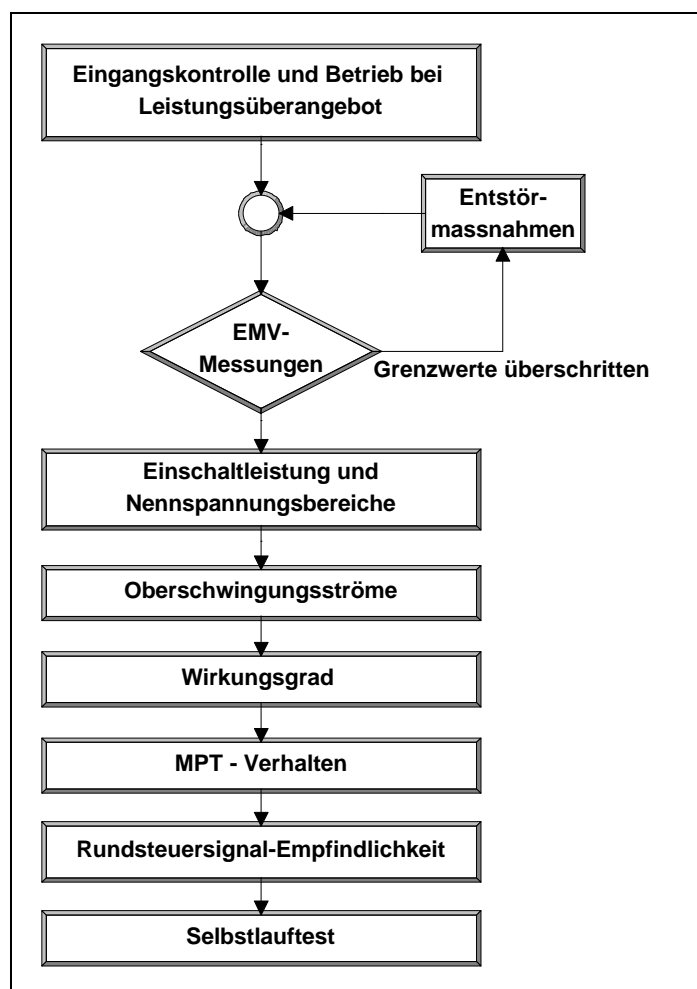 Eingangskontrolle und Betrieb bei
Leistungsüberangebot
Entstör-
massnahmen
EMV-
Messungen
Grenzwerte überschritten
Einschaltleistung und
Nennspannungsbereiche
Oberschwingungsströme
Wirkungsgrad
MPT - Verhalten
Rundsteuersignal-Empfindlichkeit
Selbstlauftest